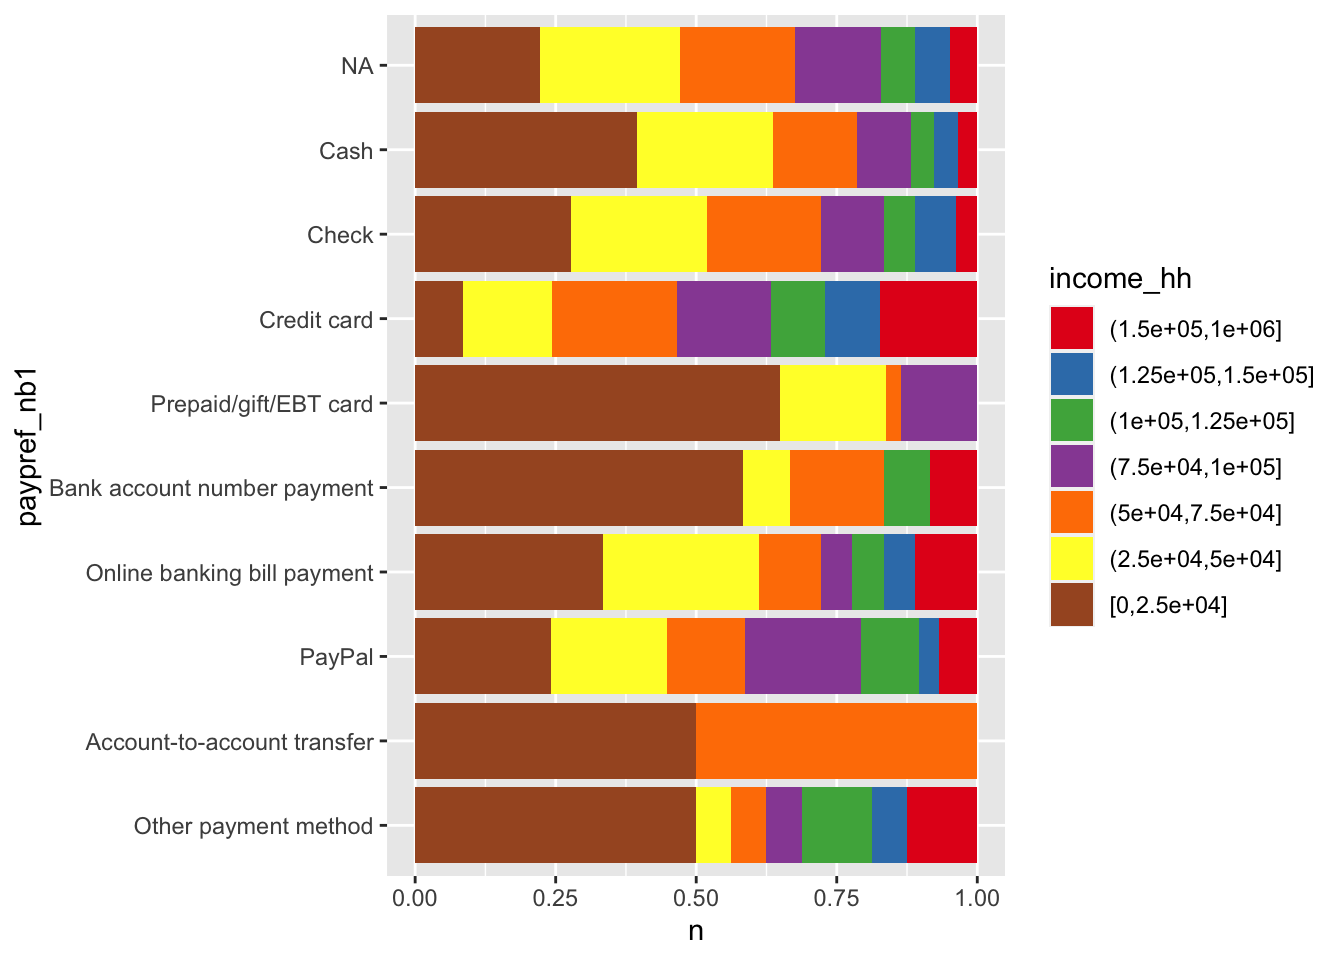 NA
Cash
Check
Credit card
Prepaid/gift/EBT card
Bank account number payment
Online banking bill payment
PayPal
Account-to-account transfer
Other payment method
paypref_nb1
0.00 0.25 0.50 0.75 1.00
n
income_hh
(1.5e+05,1e+06]
(1.25e+05,1.5e+05]
(1e+05,1.25e+05]
(7.5e+04,1e+05]
(5e+04,7.5e+04]
(2.5e+04,5e+04]
[0,2.5e+04]